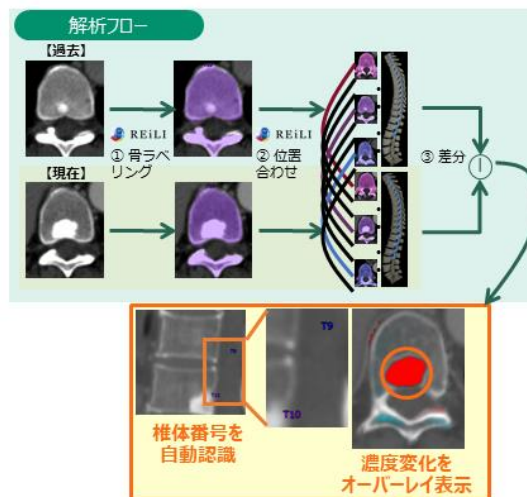 解析フロー
【過去】
REiLI
① 骨ラベ
リング
REiLI
② 位置
合わせ
③ 差分
【現在】
T9
T10
T9
T10
椎体番号を
自動認識
濃度変化を
オーバーレイ表示